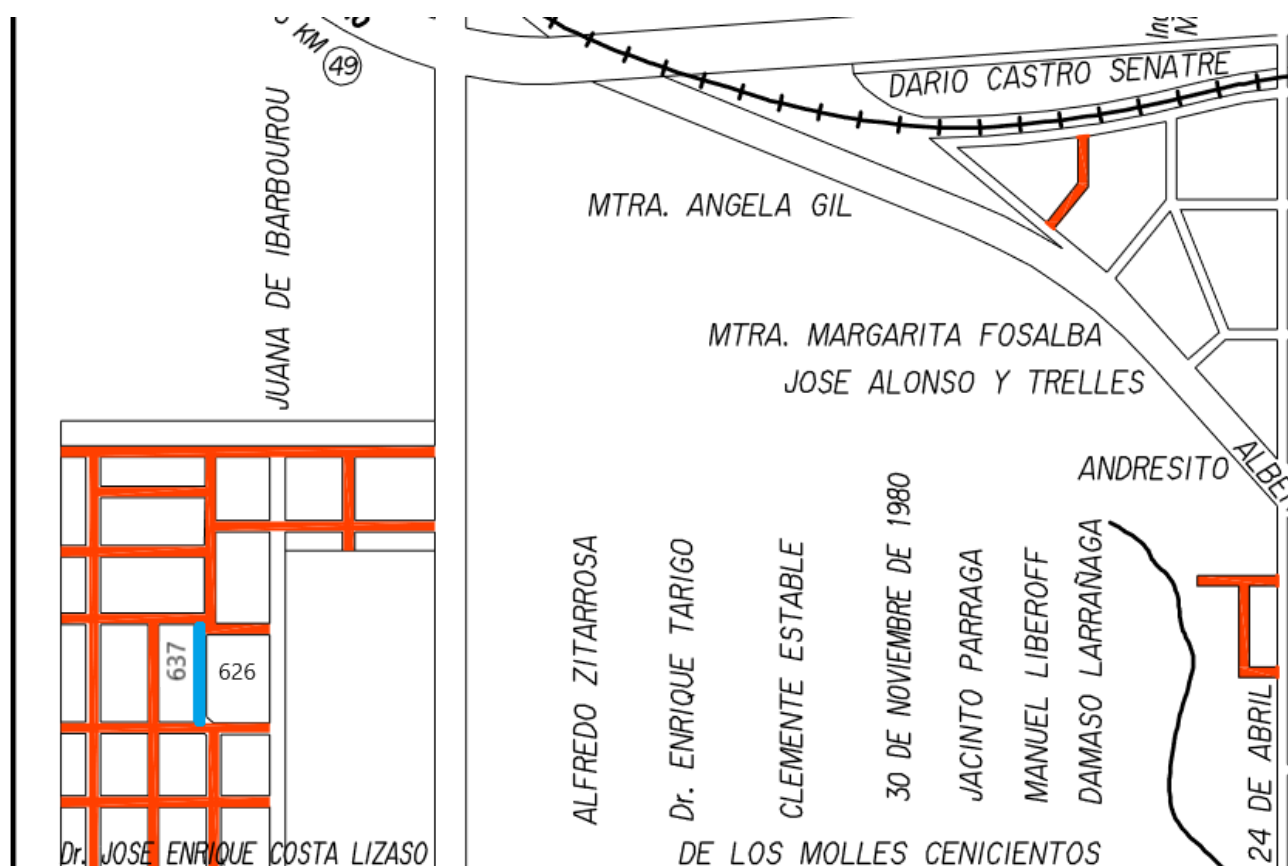 KM 49
DARIO CASTRO SENATRE
JUANA DE IBARBOUROU
MTRA. ANGELA GIL
MTRA. MARGARITA FOSALBA
JOSE ALONSO Y TRELLES
ANDRESITO
ALFREDO ZITARROSA
Dr. ENRIQUE TARIGO
CLEMENTE ESTABLE
30 DE NOVIEMBRE DE 1980
JACINTO PARRAGA
MANUEL LIBEROFF
DAMASO LARRAÑAGA
637
626
24 DE ABRIL
Dr. JOSE ENRIQUE COSTA LIZASO
DE LOS MOLLES CENICIENTOS